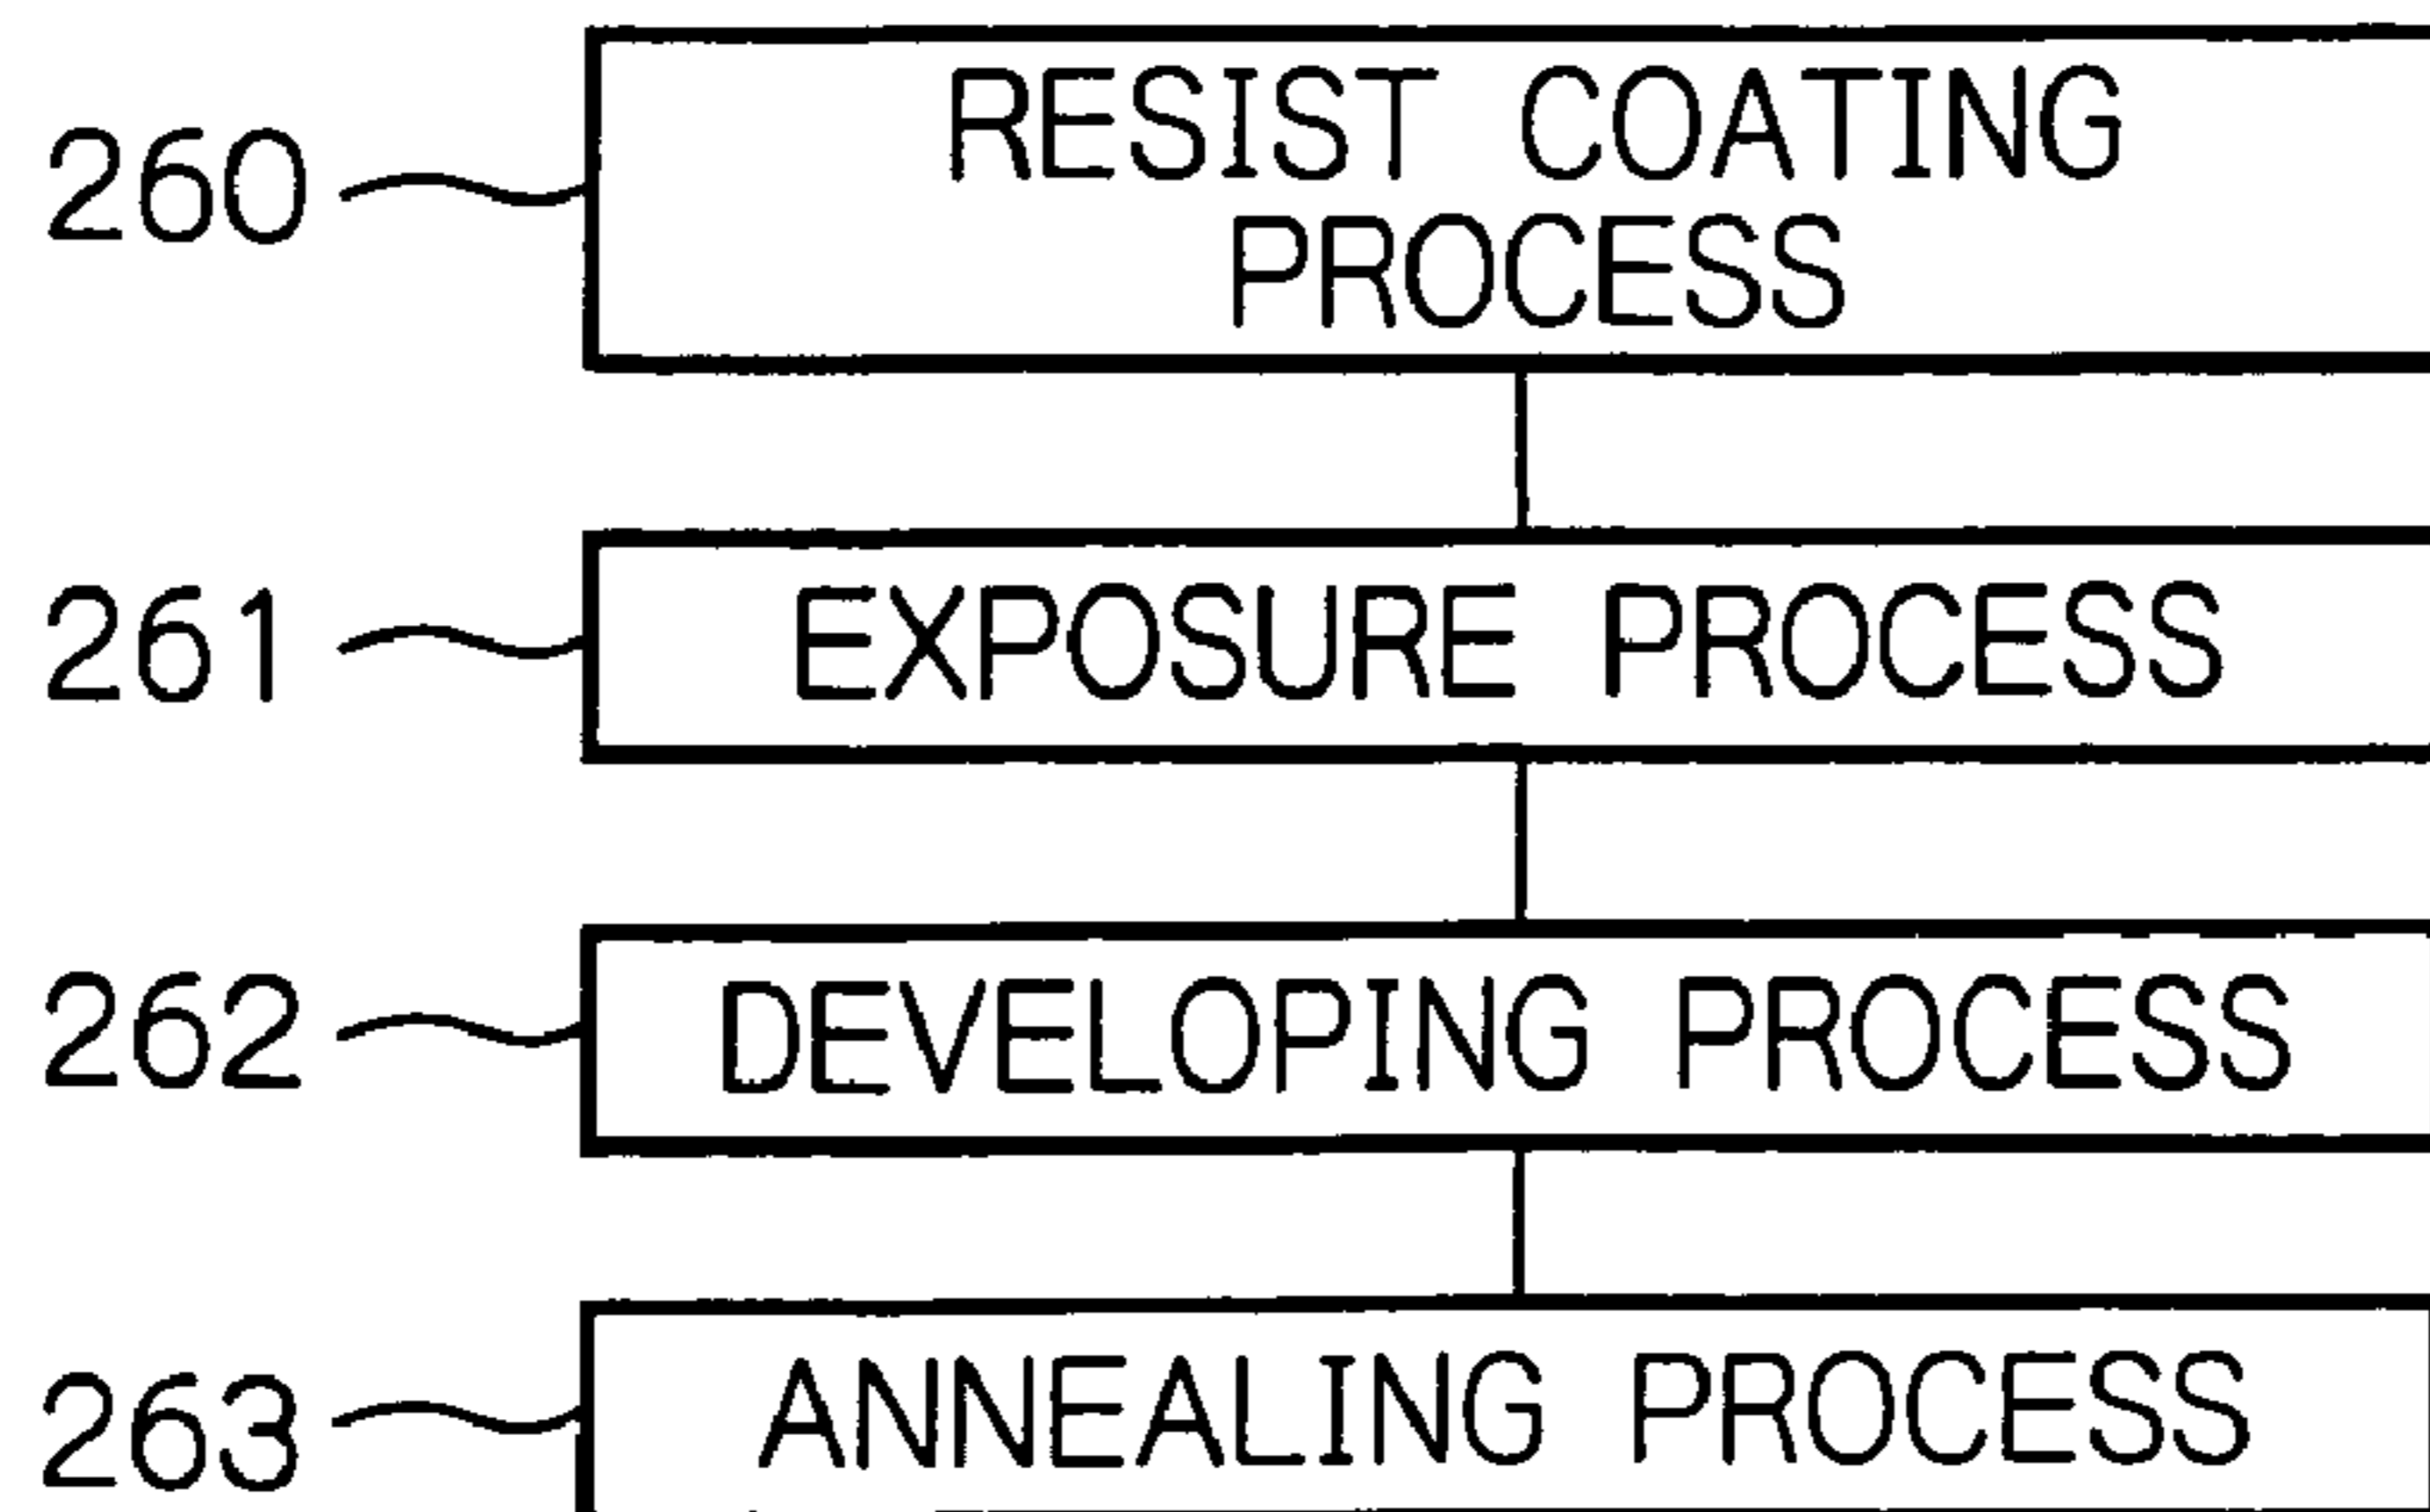 260
RESIST COATING
PROCESS
261
EXPOSURE PROCESS
262
DEVELOPING PROCESS
263
ANNEALING PROCESS